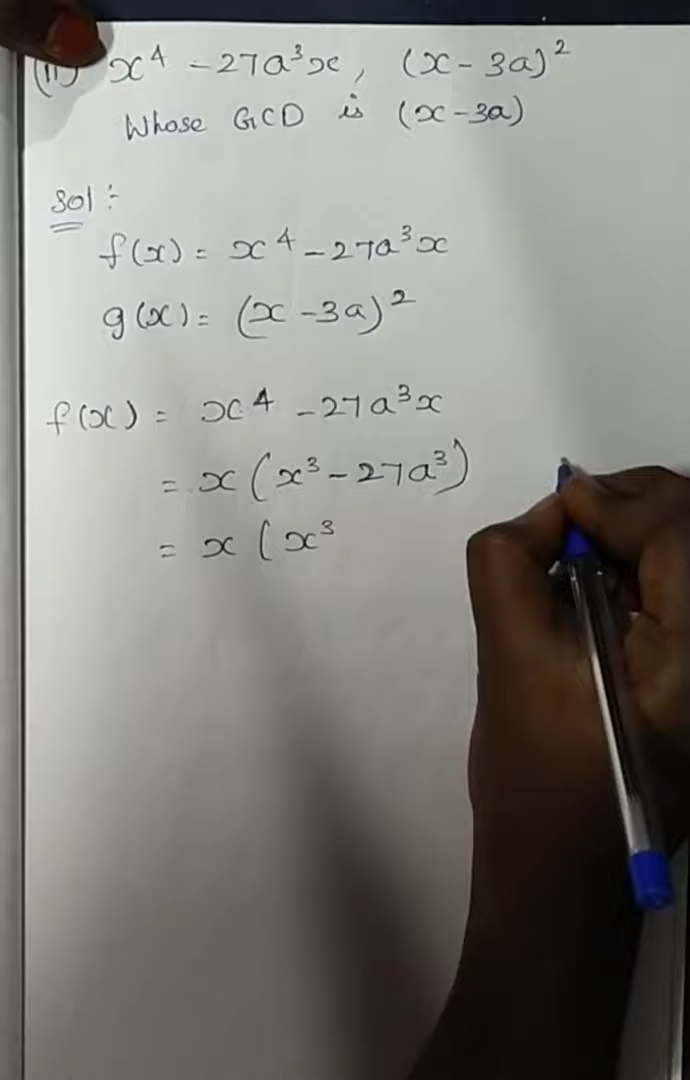 (ii) x⁴ - 27a³x, (x - 3a)²
Whose GCD is (x - 3a)
Sol :-
f(x) = x⁴ - 27a³x
g(x) = (x - 3a)²
f(x) = x⁴ - 27a³x
= x (x³ - 27a³)
= x (x³